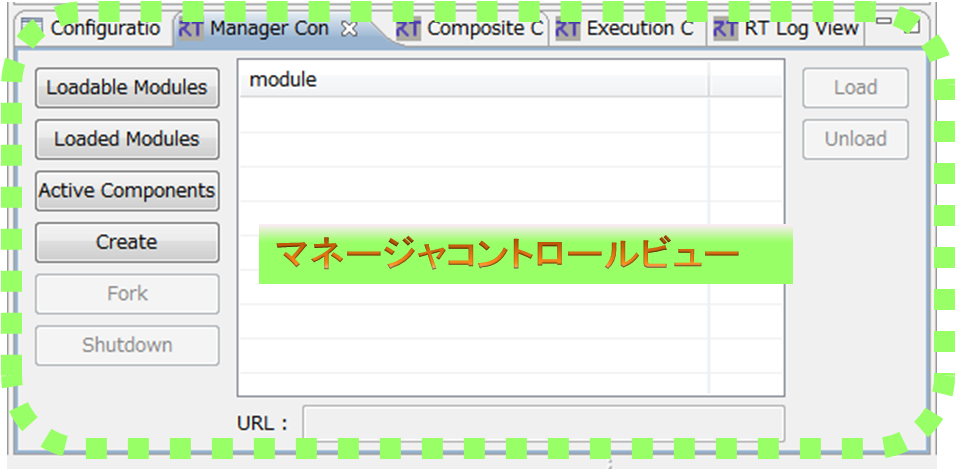 Configuratio RT Manager Con RT Composite C RT Execution C RT RT Log View
Loadable Modules module Load
Loaded Modules Unload
Active Components
Create
マネージャコントロールビュー
Fork
Shutdown
URL :